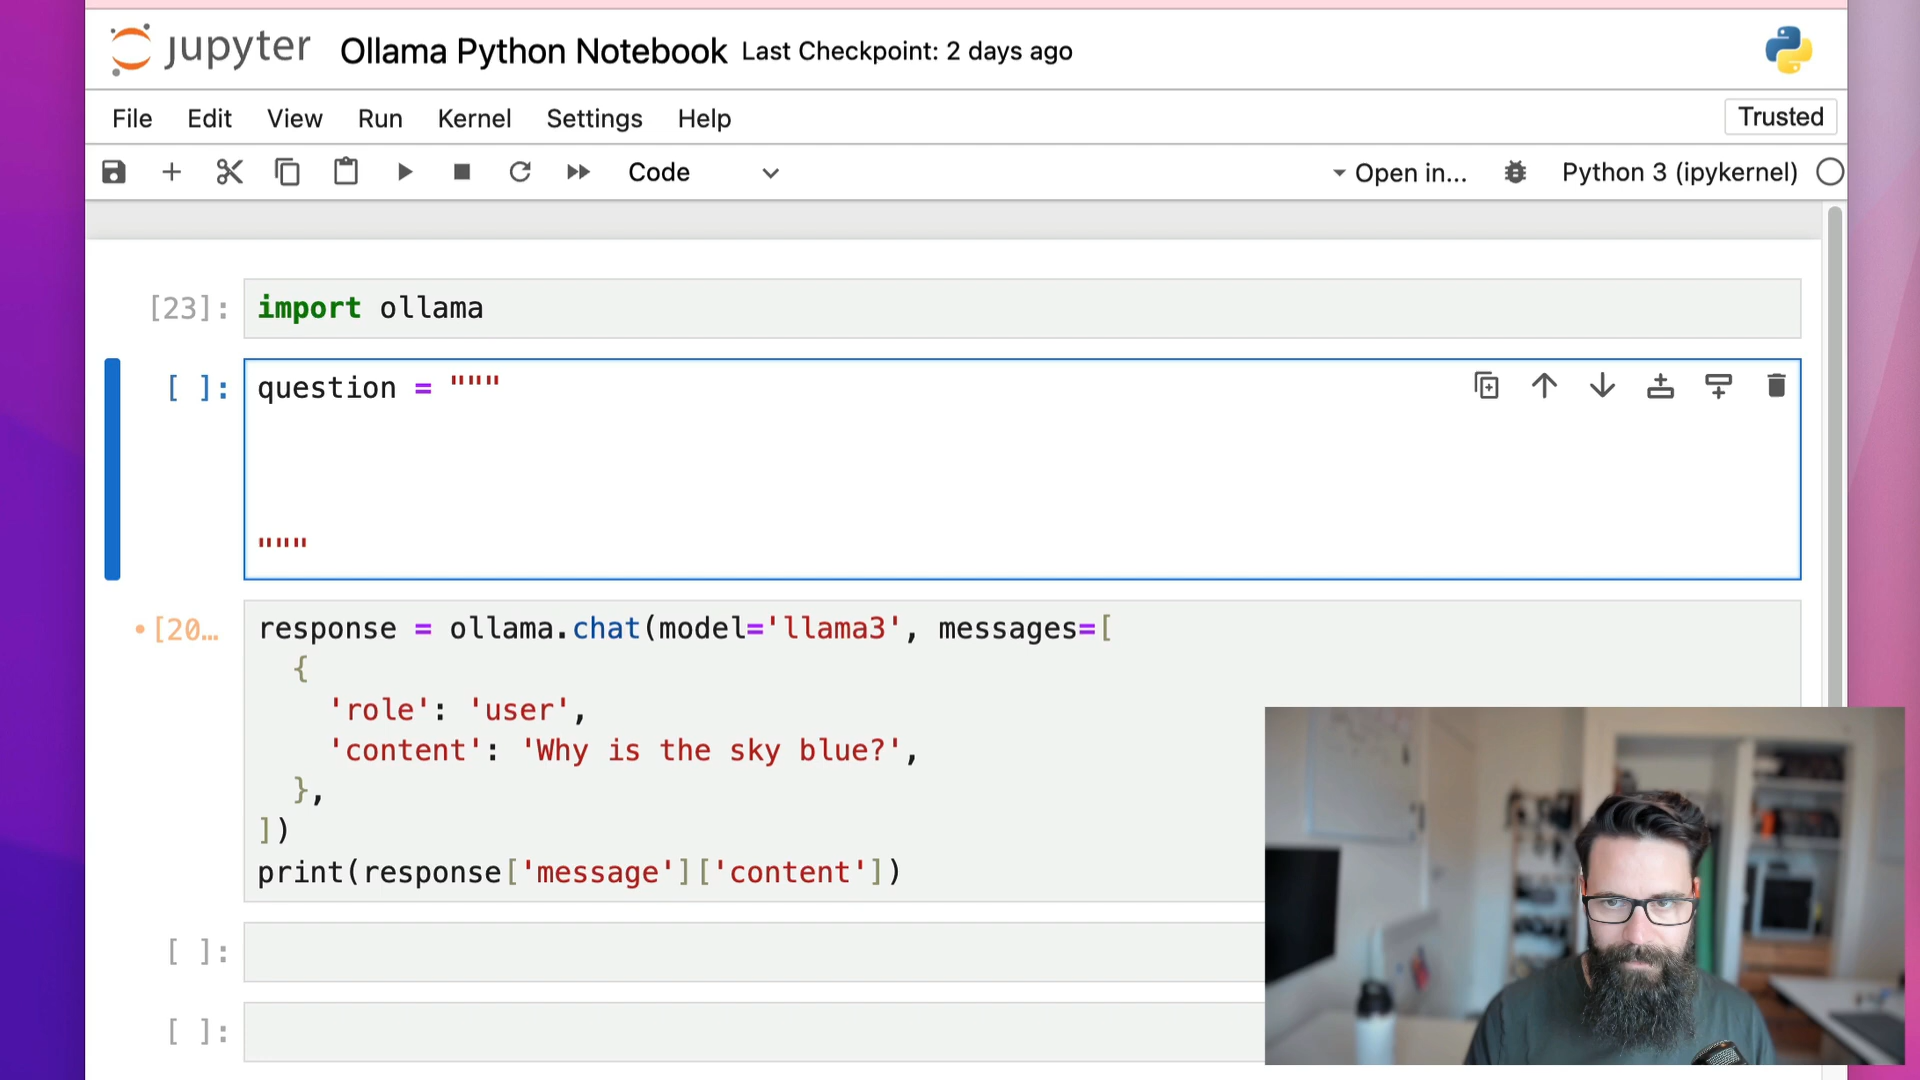 jupyter Ollama Python Notebook Last Checkpoint: 2 days ago
File Edit View Run Kernel Settings Help Trusted
Code Open in... Python 3 (ipykernel)
[23]: import ollama
[ ]: question = """
"""
[20… response = ollama.chat(model='llama3', messages=[
{
'role': 'user',
'content': 'Why is the sky blue?',
},
])
print(response['message']['content'])
[ ]:
[ ]: